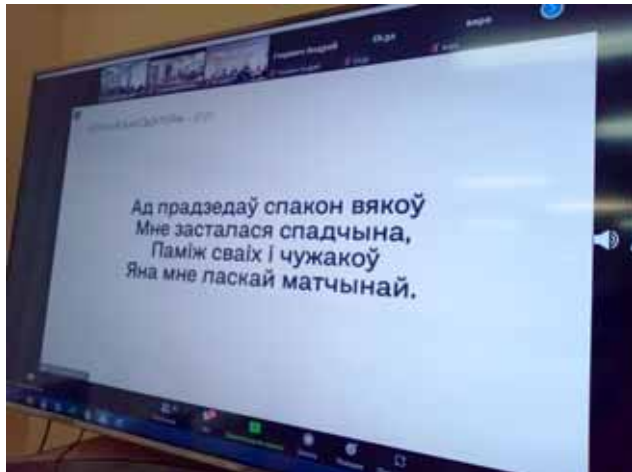 Ад прадзедаў спакон вякоў
Мне засталася спадчына,
Паміж сваіх і чужакоў
Яна мне ласкай матчынай.